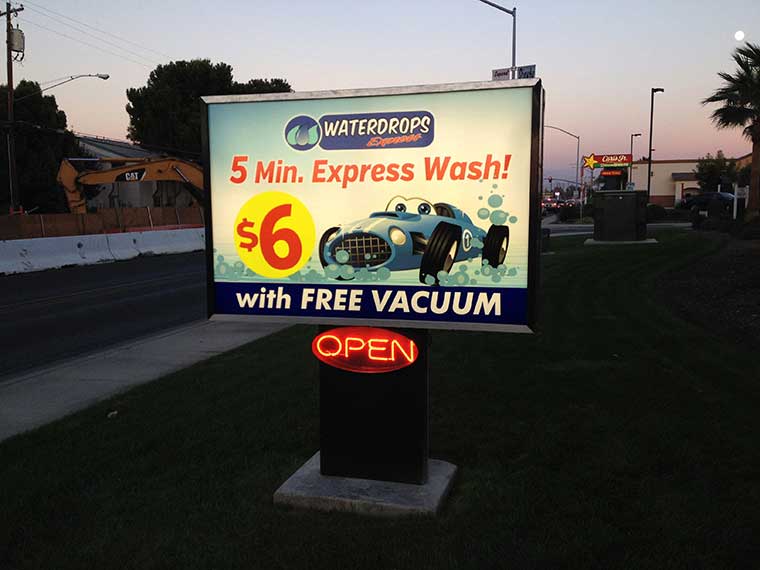 WATERDROPS
Express
5 Min. Express Wash!
$6
with FREE VACUUM
OPEN
CAT
Carl's Jr.